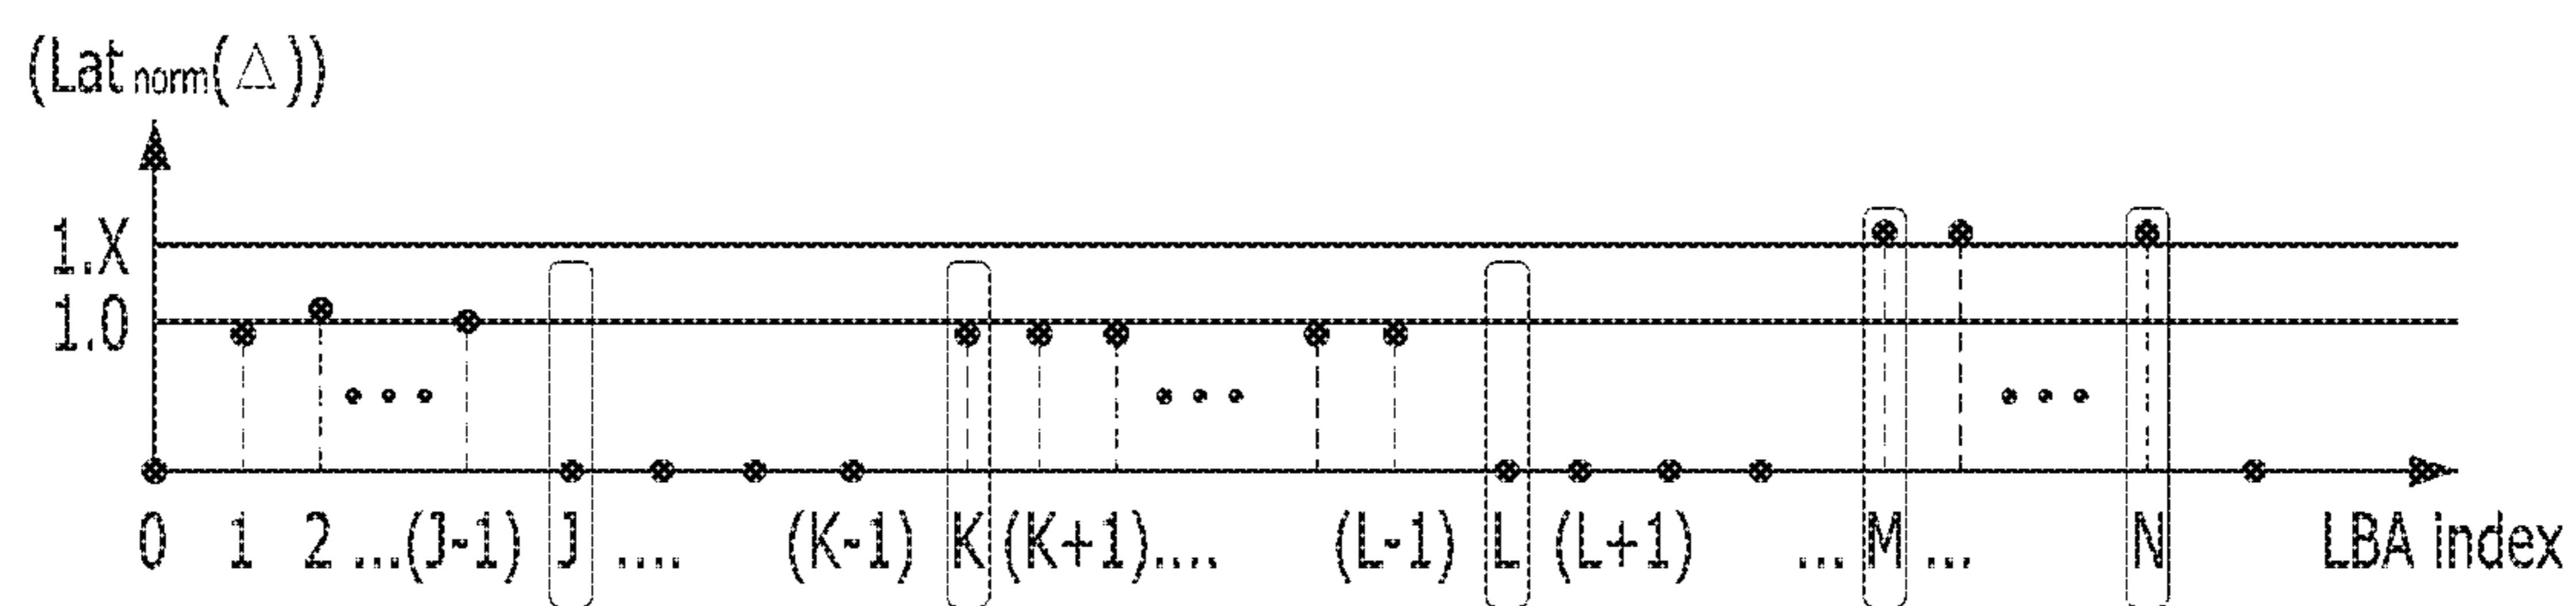 (Lat norm(△))
1.X
1.0
0 1 2 ...(J-1) J .... (K-1) K (K+1).... (L-1) L (L+1) ... M ... N LBA index